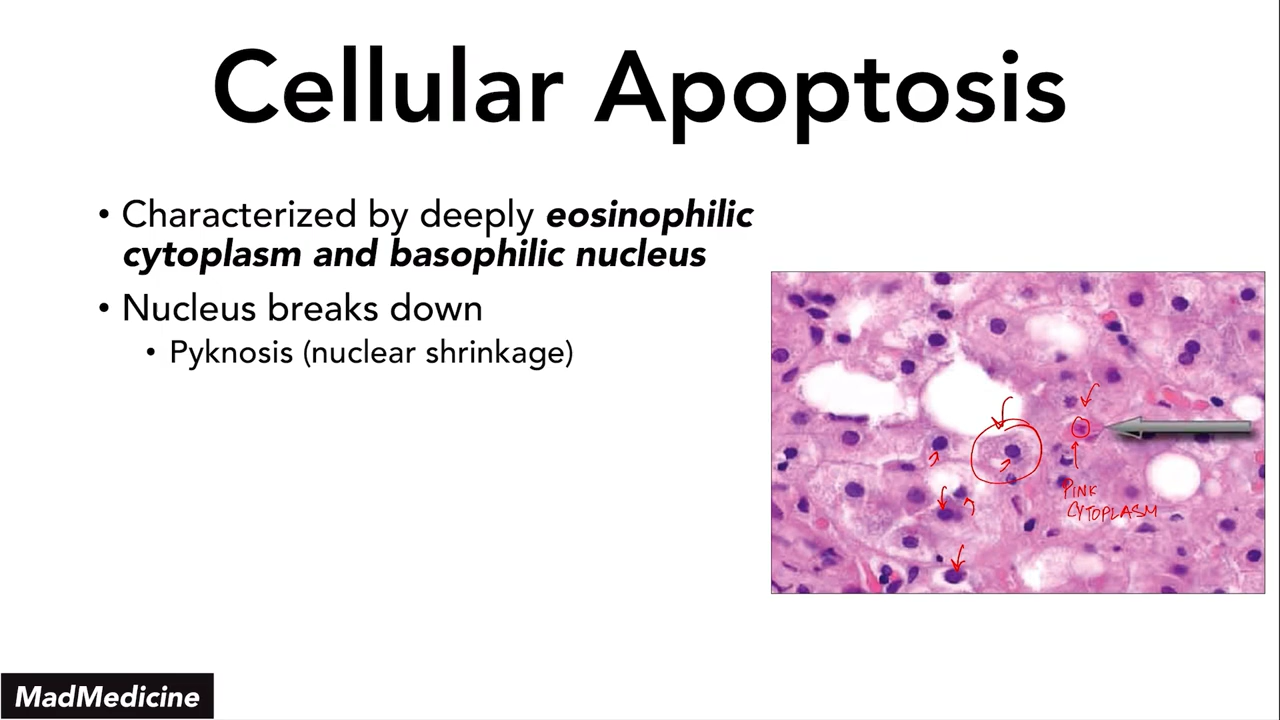 Cellular Apoptosis
• Characterized by deeply eosinophilic
cytoplasm and basophilic nucleus
• Nucleus breaks down
• Pyknosis (nuclear shrinkage)
PINK
CYTOPLASM
MadMedicine